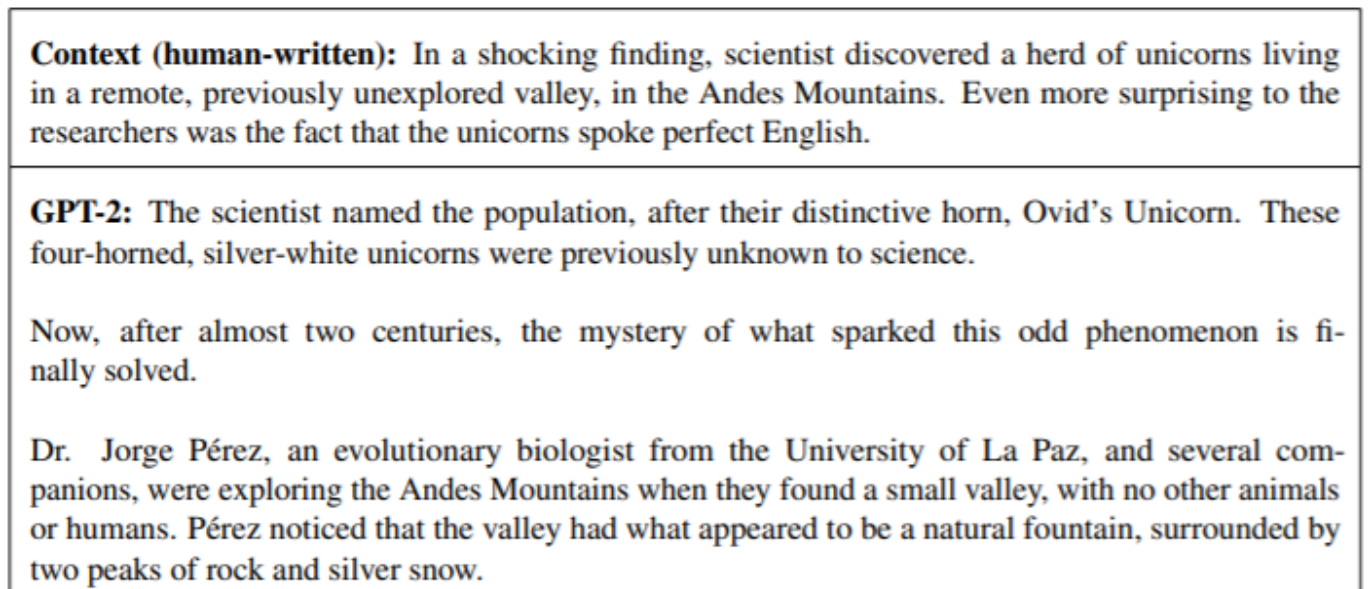 Context (human-written): In a shocking finding, scientist discovered a herd of unicorns living
in a remote, previously unexplored valley, in the Andes Mountains. Even more surprising to the
researchers was the fact that the unicorns spoke perfect English.
GPT-2: The scientist named the population, after their distinctive horn, Ovid's Unicorn. These
four-horned, silver-white unicorns were previously unknown to science.
Now, after almost two centuries, the mystery of what sparked this odd phenomenon is fi-
nally solved.
Dr. Jorge Pérez, an evolutionary biologist from the University of La Paz, and several com-
panions, were exploring the Andes Mountains when they found a small valley, with no other animals
or humans. Pérez noticed that the valley had what appeared to be a natural fountain, surrounded by
two peaks of rock and silver snow.